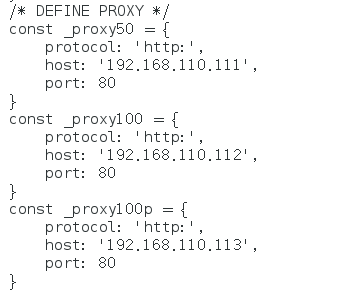 /* DEFINE PROXY */
const _proxy50 = {
    protocol: 'http:',
    host: '192.168.110.111',
    port: 80
}
const _proxy100 = {
    protocol: 'http:',
    host: '192.168.110.112',
    port: 80
}
const _proxy100p = {
    protocol: 'http:',
    host: '192.168.110.113',
    port: 80
}